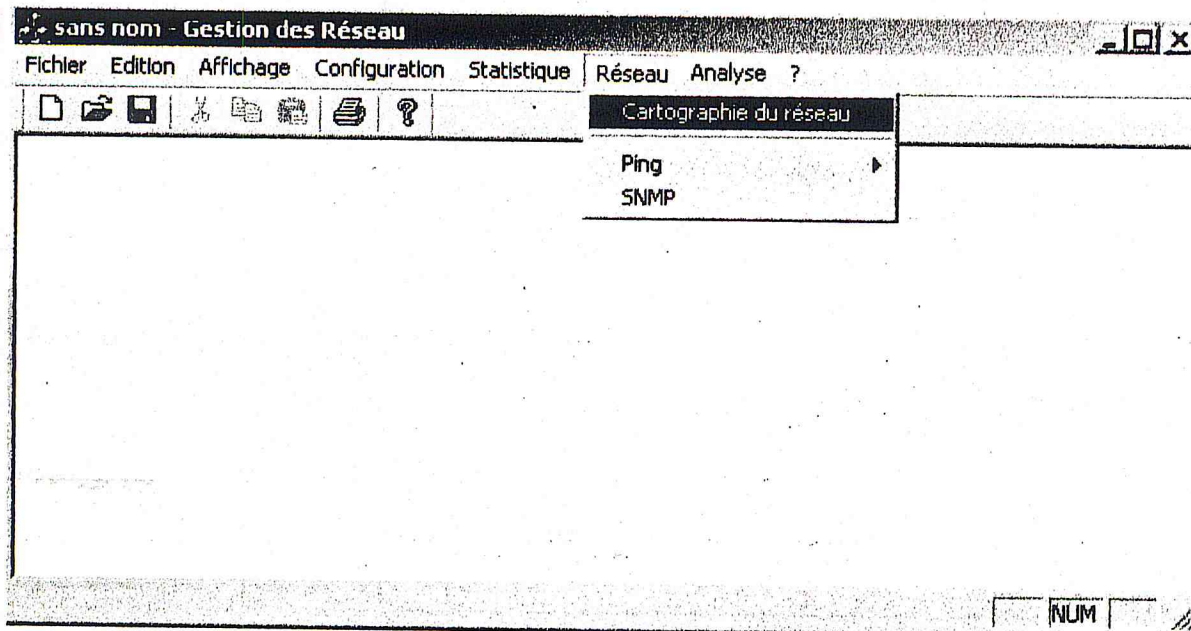 sans nom - Gestion des Réseau
Fichier Edition Affichage Configuration Statistique Réseau Analyse ?
Cartographie du réseau
Ping
SNMP
NUM